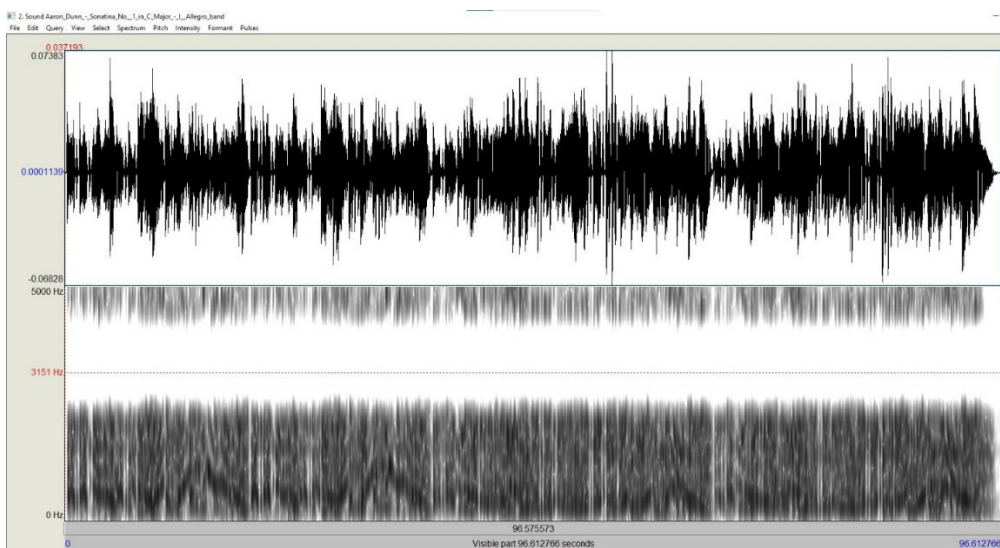 2. Sound Aaron_Dunn_-_Sonatina_No__1_in_C_Major_-_I._Allegro_band
File Edit Query View Select Spectrum Pitch Intensity Formant Pulses
0.037193
0.07383
0.0001139
-0.06828
5000 Hz
3151 Hz
0 Hz
96.575573
0 Visible part 96.612766 seconds 96.612766